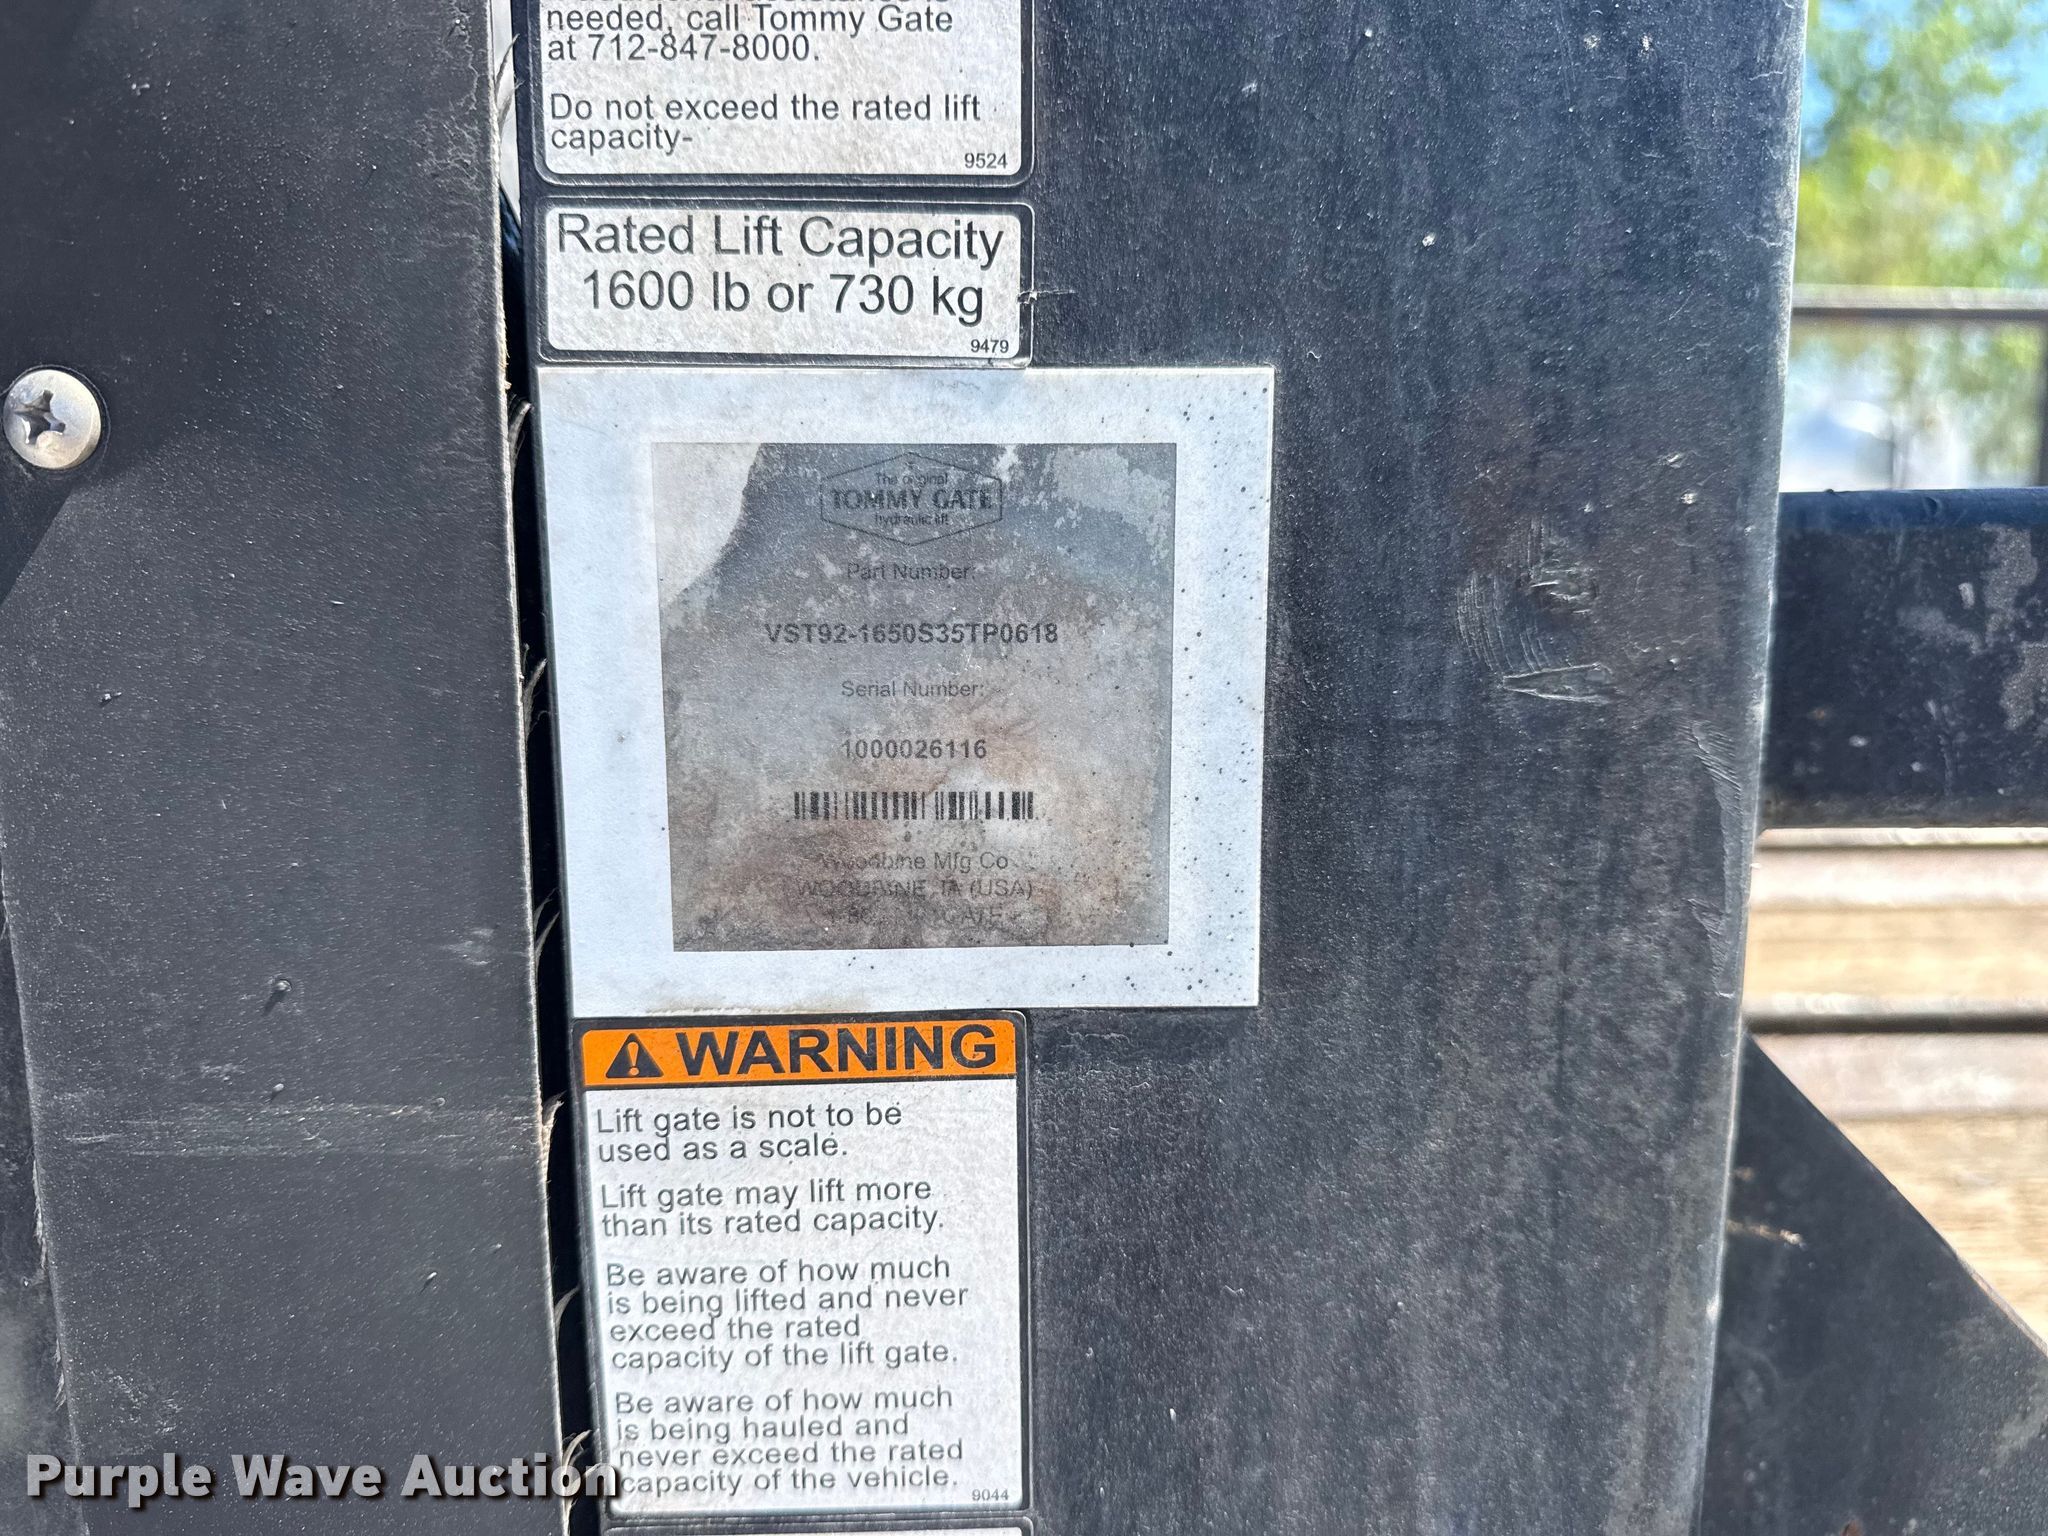 needed, call Tommy Gate
at 712-847-8000.
Do not exceed the rated lift
capacity-
9524
Rated Lift Capacity
1600 lb or 730 kg
9479
The original
TOMMY GATE
hydraulic lift
Part Number:
VST92-1650S35TP0618
Serial Number:
1000026116
Woodbine Mfg Co
WOODBINE, IA (USA)
WARNING
Lift gate is not to be
used as a scale.
Lift gate may lift more
than its rated capacity.
Be aware of how much
is being lifted and never
exceed the rated
capacity of the lift gate.
Be aware of how much
is being hauled and
never exceed the rated
capacity of the vehicle.
9044
Purple Wave Auction